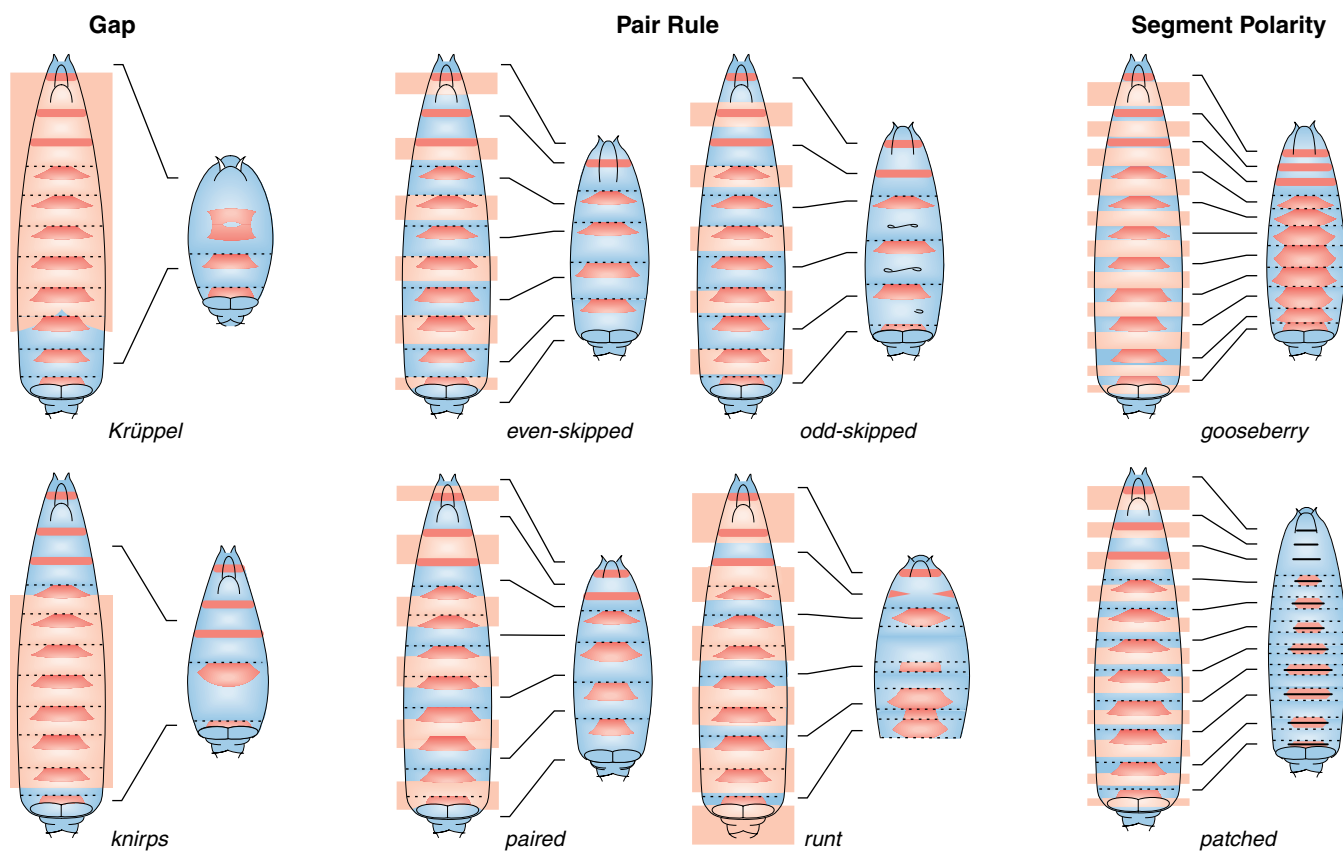 Gap
Pair Rule
Segment Polarity
Krüppel
even-skipped
odd-skipped
gooseberry
knirps
paired
runt
patched